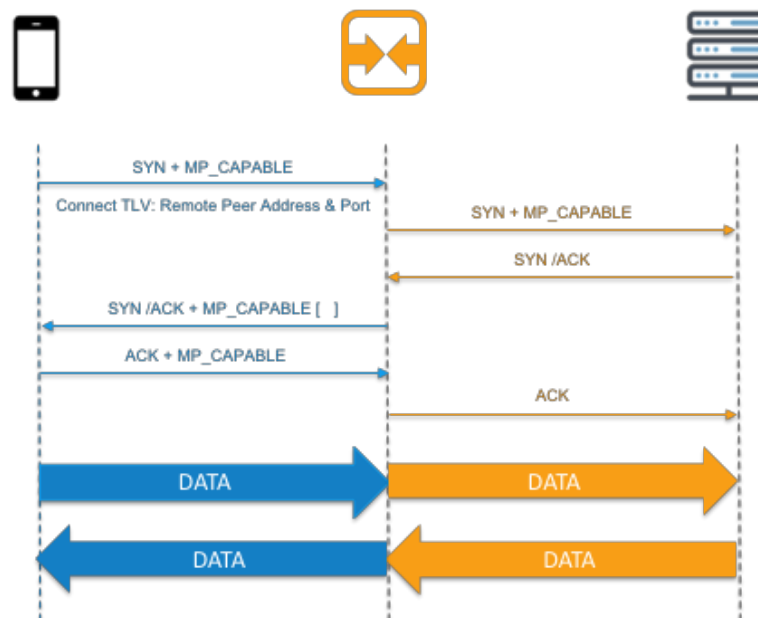 SYN + MP_CAPABLE
Connect TLV: Remote Peer Address & Port
SYN + MP_CAPABLE
SYN /ACK
SYN /ACK + MP_CAPABLE [ ]
ACK + MP_CAPABLE
ACK
DATA
DATA
DATA
DATA